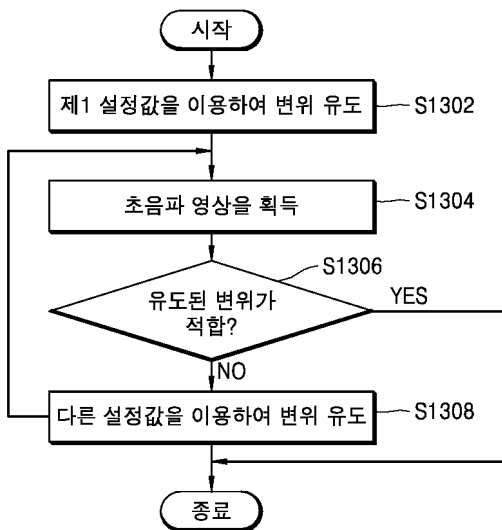 시작
제1 설정값을 이용하여 변위 유도
S1302
초음파 영상을 획득
S1304
S1306
유도된 변위가
적합?
YES
NO
다른 설정값을 이용하여 변위 유도
S1308
종료